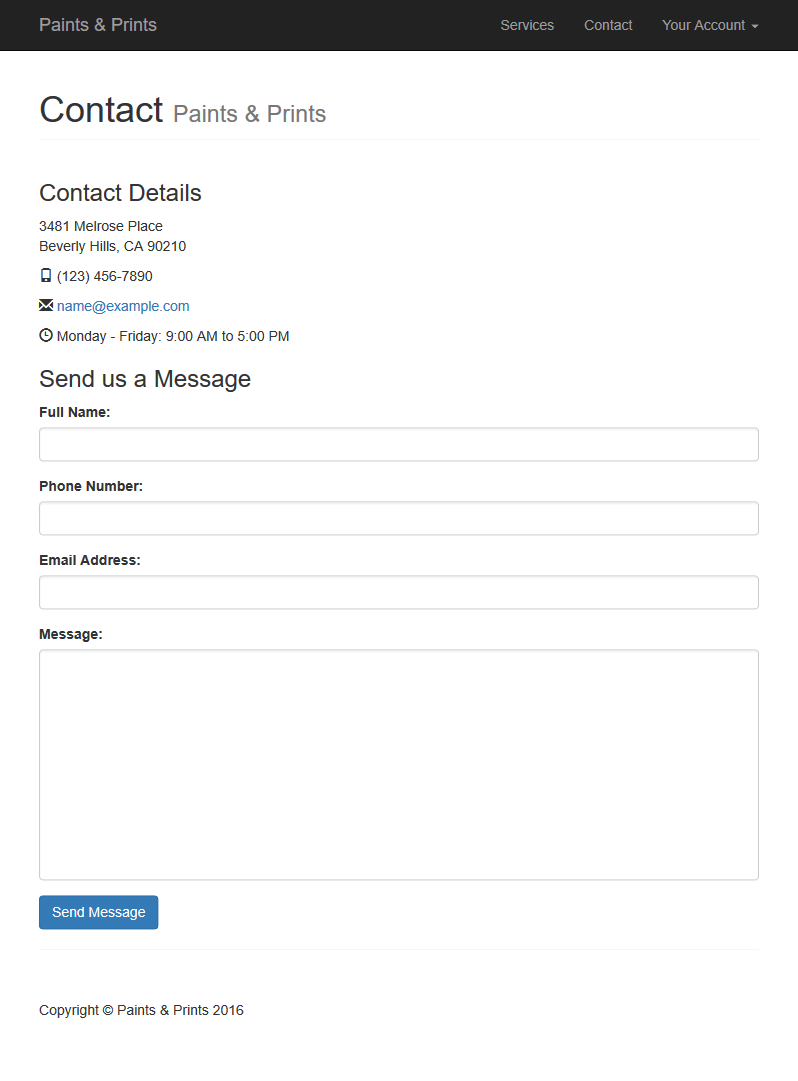 Paints & Prints
Services
Contact
Your Account
Contact Paints & Prints
Contact Details
3481 Melrose Place
Beverly Hills, CA 90210
(123) 456-7890
name@example.com
Monday - Friday: 9:00 AM to 5:00 PM
Send us a Message
Full Name:
Phone Number:
Email Address:
Message:
Send Message
Copyright © Paints & Prints 2016